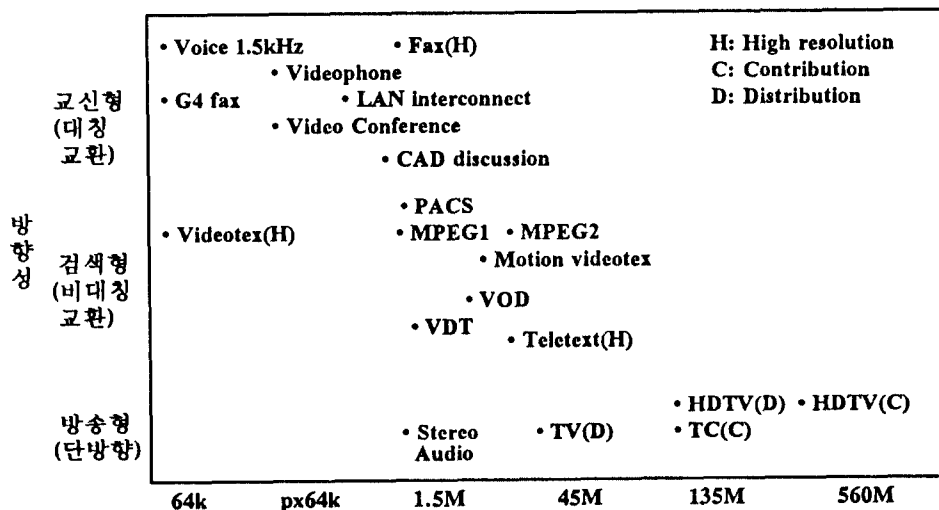 • Voice 1.5kHz • Fax(H) H: High resolution
• Videophone C: Contribution
교신형 • G4 fax • LAN interconnect D: Distribution
(대칭 • Video Conference
교환)
• CAD discussion
• PACS
방향성
• Videotex(H) • MPEG1 • MPEG2
검색형 • Motion videotex
(비대칭
교환) • VOD
• VDT
• Teletext(H)
• HDTV(D) • HDTV(C)
방송형 • Stereo • TV(D) • TC(C)
(단방향) Audio
64k px64k 1.5M 45M 135M 560M